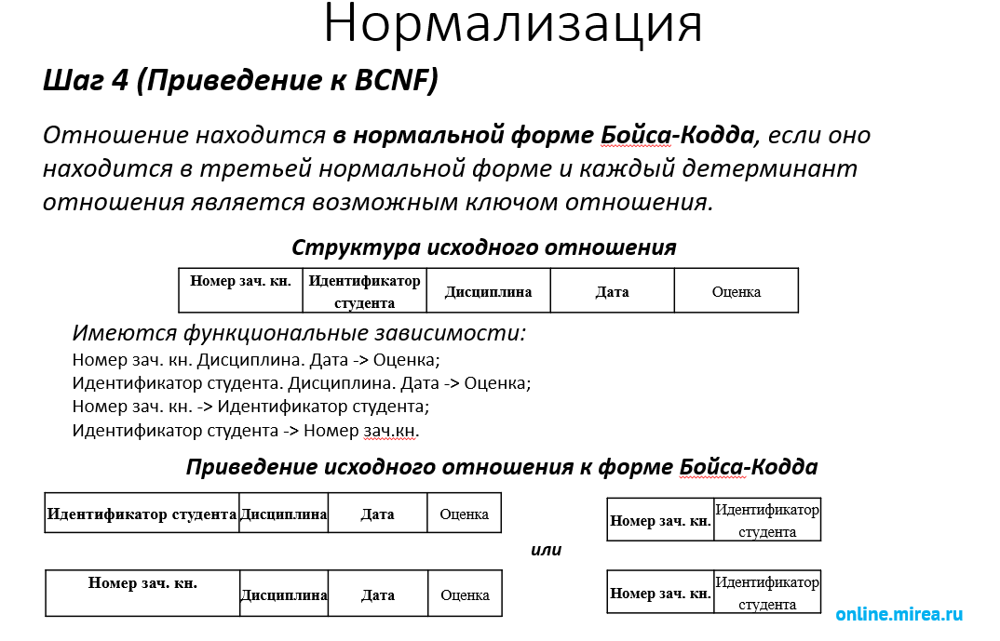 Нормализация
Шаг 4 (Приведение к BCNF)
Отношение находится в нормальной форме Бойса-Кодда, если оно
находится в третьей нормальной форме и каждый детерминант
отношения является возможным ключом отношения.
Структура исходного отношения
Номер зач. кн. Идентификатор студента Дисциплина Дата Оценка
Имеются функциональные зависимости:
Номер зач. кн. Дисциплина. Дата -> Оценка;
Идентификатор студента. Дисциплина. Дата -> Оценка;
Номер зач. кн. -> Идентификатор студента;
Идентификатор студента -> Номер зач.кн.
Приведение исходного отношения к форме Бойса-Кодда
Идентификатор студента Дисциплина Дата Оценка
Номер зач. кн. Идентификатор студента
или
Номер зач. кн. Дисциплина Дата Оценка
Номер зач. кн. Идентификатор студента
online.mirea.ru